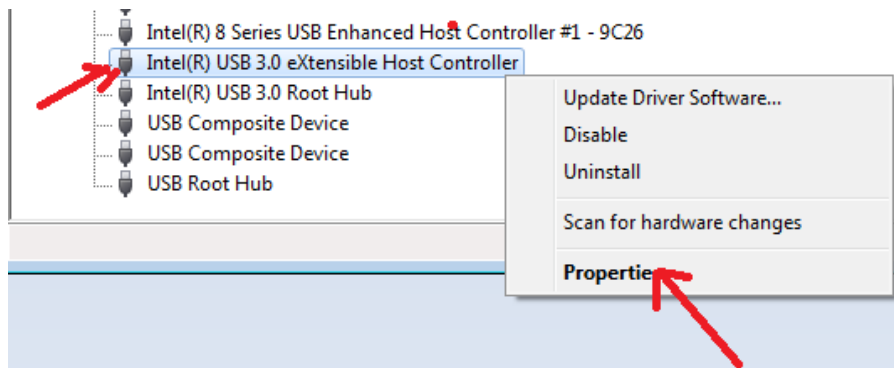 Intel(R) 8 Series USB Enhanced Host Controller #1 - 9C26
Intel(R) USB 3.0 eXtensible Host Controller
Intel(R) USB 3.0 Root Hub
USB Composite Device
USB Composite Device
USB Root Hub
Update Driver Software...
Disable
Uninstall
Scan for hardware changes
Properties